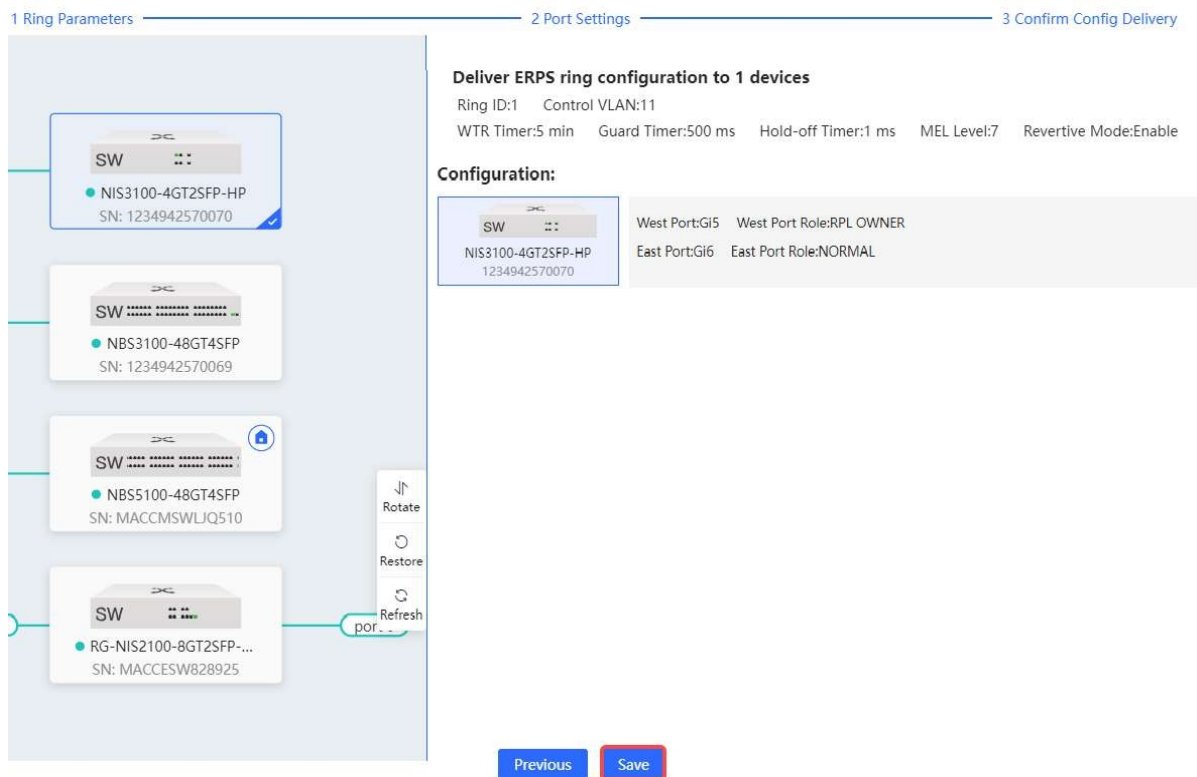 1 Ring Parameters 2 Port Settings 3 Confirm Config Delivery
SW
NIS3100-4GT2SFP-HP
SN: 1234942570070
SW
NBS3100-48GT4SFP
SN: 1234942570069
SW
NBS5100-48GT4SFP
SN: MACCMSWLJQ510
SW
RG-NIS2100-8GT2SFP-...
SN: MACCESW828925
Rotate
Restore
Refresh
Deliver ERPS ring configuration to 1 devices
Ring ID:1 Control VLAN:11
WTR Timer:5 min Guard Timer:500 ms Hold-off Timer:1 ms MEL Level:7 Revertive Mode:Enable
Configuration:
SW
NIS3100-4GT2SFP-HP
1234942570070
West Port:Gi5 West Port Role:RPL OWNER
East Port:Gi6 East Port Role:NORMAL
Previous Save